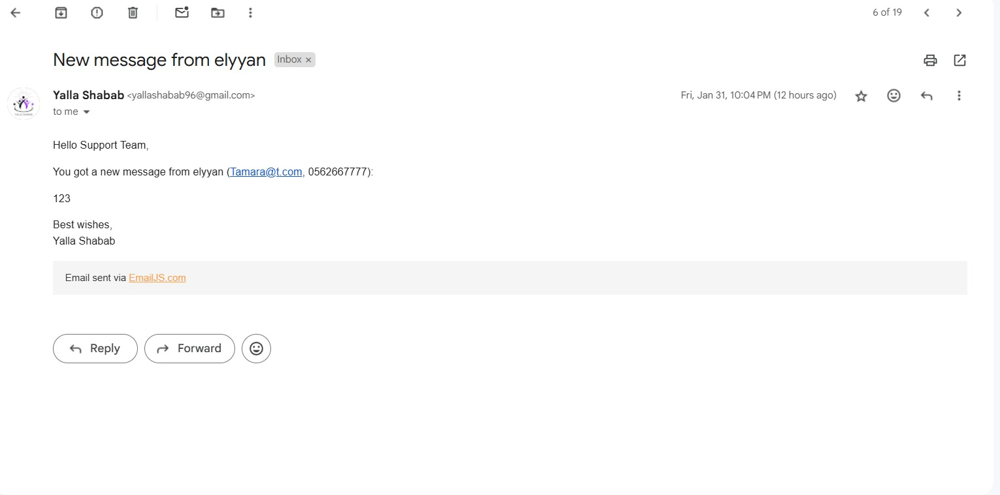 6 of 19
New message from elyyan Inbox ×
Yalla Shabab <yallashabab96@gmail.com> Fri, Jan 31, 10:04 PM (12 hours ago)
to me
Hello Support Team,
You got a new message from elyyan (Tamara@t.com, 0562667777):
123
Best wishes,
Yalla Shabab
Email sent via EmailJS.com
Reply Forward